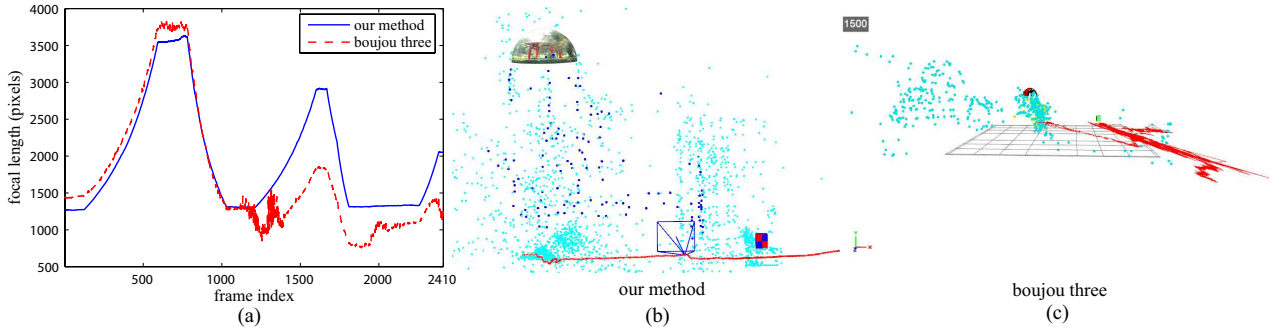 4000
3500
3000
2500
2000
1500
1000
500
focal length (pixels)
our method
boujou three
500
1000
1500
2000
2410
frame index
(a)
our method
(b)
1500
Y
Z
X
boujou three
(c)